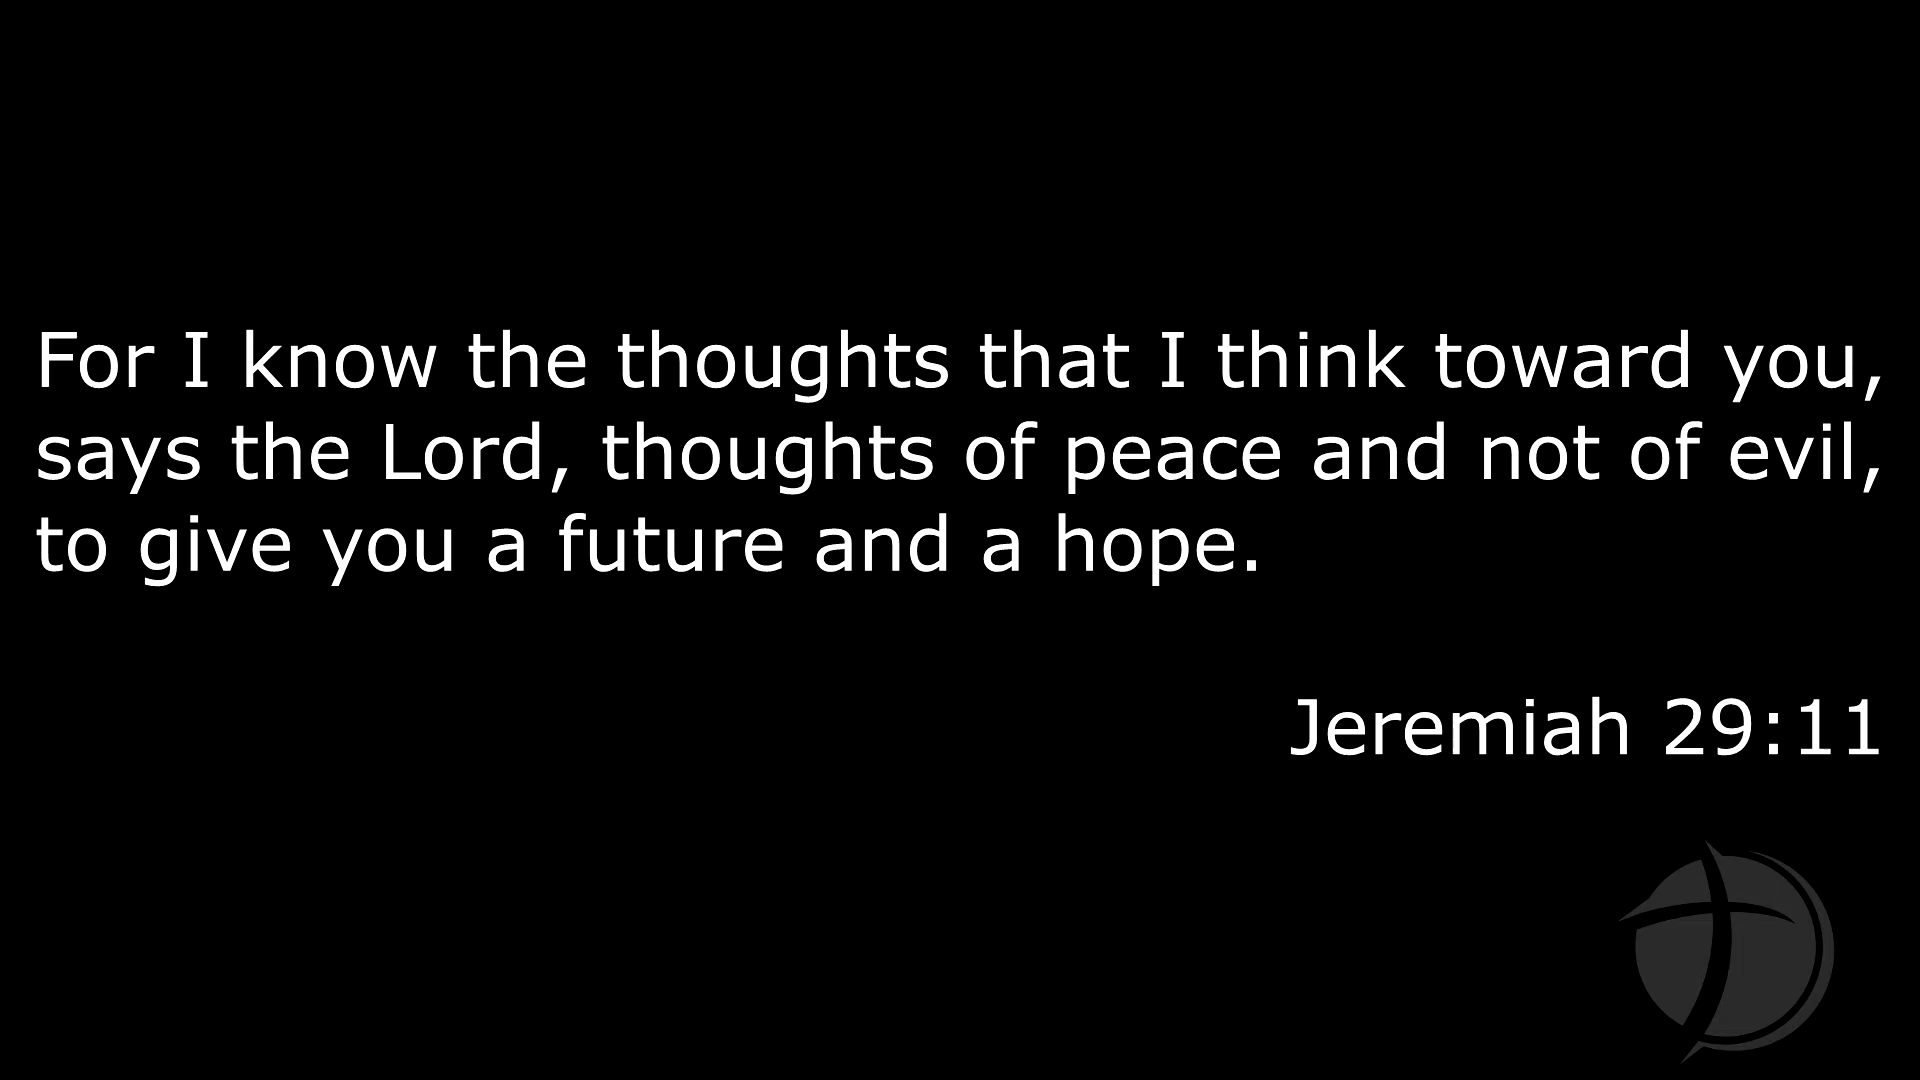 For I know the thoughts that I think toward you,
says the Lord, thoughts of peace and not of evil,
to give you a future and a hope.
Jeremiah 29:11